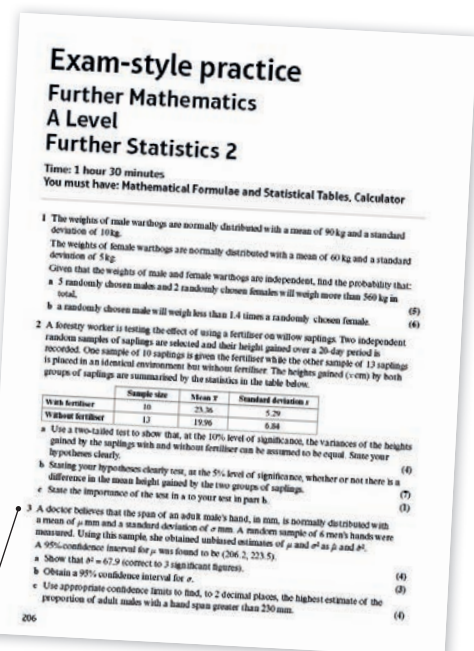 Exam-style practice
Further Mathematics
A Level
Further Statistics 2
Time: 1 hour 30 minutes
You must have: Mathematical Formulae and Statistical Tables, Calculator
1 The weights of male warthogs are normally distributed with a mean of 90 kg and a standard
deviation of 10 kg.
The weights of female warthogs are normally distributed with a mean of 60 kg and a standard
deviation of 5 kg.
Given that the weights of male and female warthogs are independent, find the probability that:
a 5 randomly chosen males and 2 randomly chosen females will weigh more than 560 kg in
total, (5)
b a randomly chosen male will weigh less than 1.4 times a randomly chosen female. (6)
2 A forestry worker is testing the effect of using a fertiliser on willow saplings. Two independent
random samples of saplings are selected and their height gained over a 20-day period is
recorded. One sample of 10 saplings is given the fertiliser while the other sample of 13 saplings
is placed in an identical environment but without fertiliser. The heights gained (x cm) by both
groups of saplings are summarised by the statistics in the table below.
Sample size Mean x̄ Standard deviation s
With fertiliser 10 23.36 5.29
Without fertiliser 13 19.96 6.84
a Use a two-tailed test to show that, at the 10% level of significance, the variances of the heights
gained by the saplings with and without fertiliser can be assumed to be equal. State your
hypotheses clearly. (4)
b Stating your hypotheses clearly test, at the 5% level of significance, whether or not there is a
difference in the mean height gained by the two groups of saplings. (7)
c State the importance of the test in a to your test in part b. (1)
3 A doctor believes that the span of an adult male's hand, in mm, is normally distributed with
a mean of μ mm and a standard deviation of σ mm. A random sample of 6 men's hands were
measured. Using this sample, she obtained unbiased estimates of μ and σ² as μ̂ and σ̂².
A 95% confidence interval for μ was found to be (206.2, 223.5).
a Show that σ̂² = 67.9 (correct to 3 significant figures). (4)
b Obtain a 95% confidence interval for σ. (3)
c Use appropriate confidence limits to find, to 2 decimal places, the highest estimate of the
proportion of adult males with a hand span greater than 230 mm. (4)
206